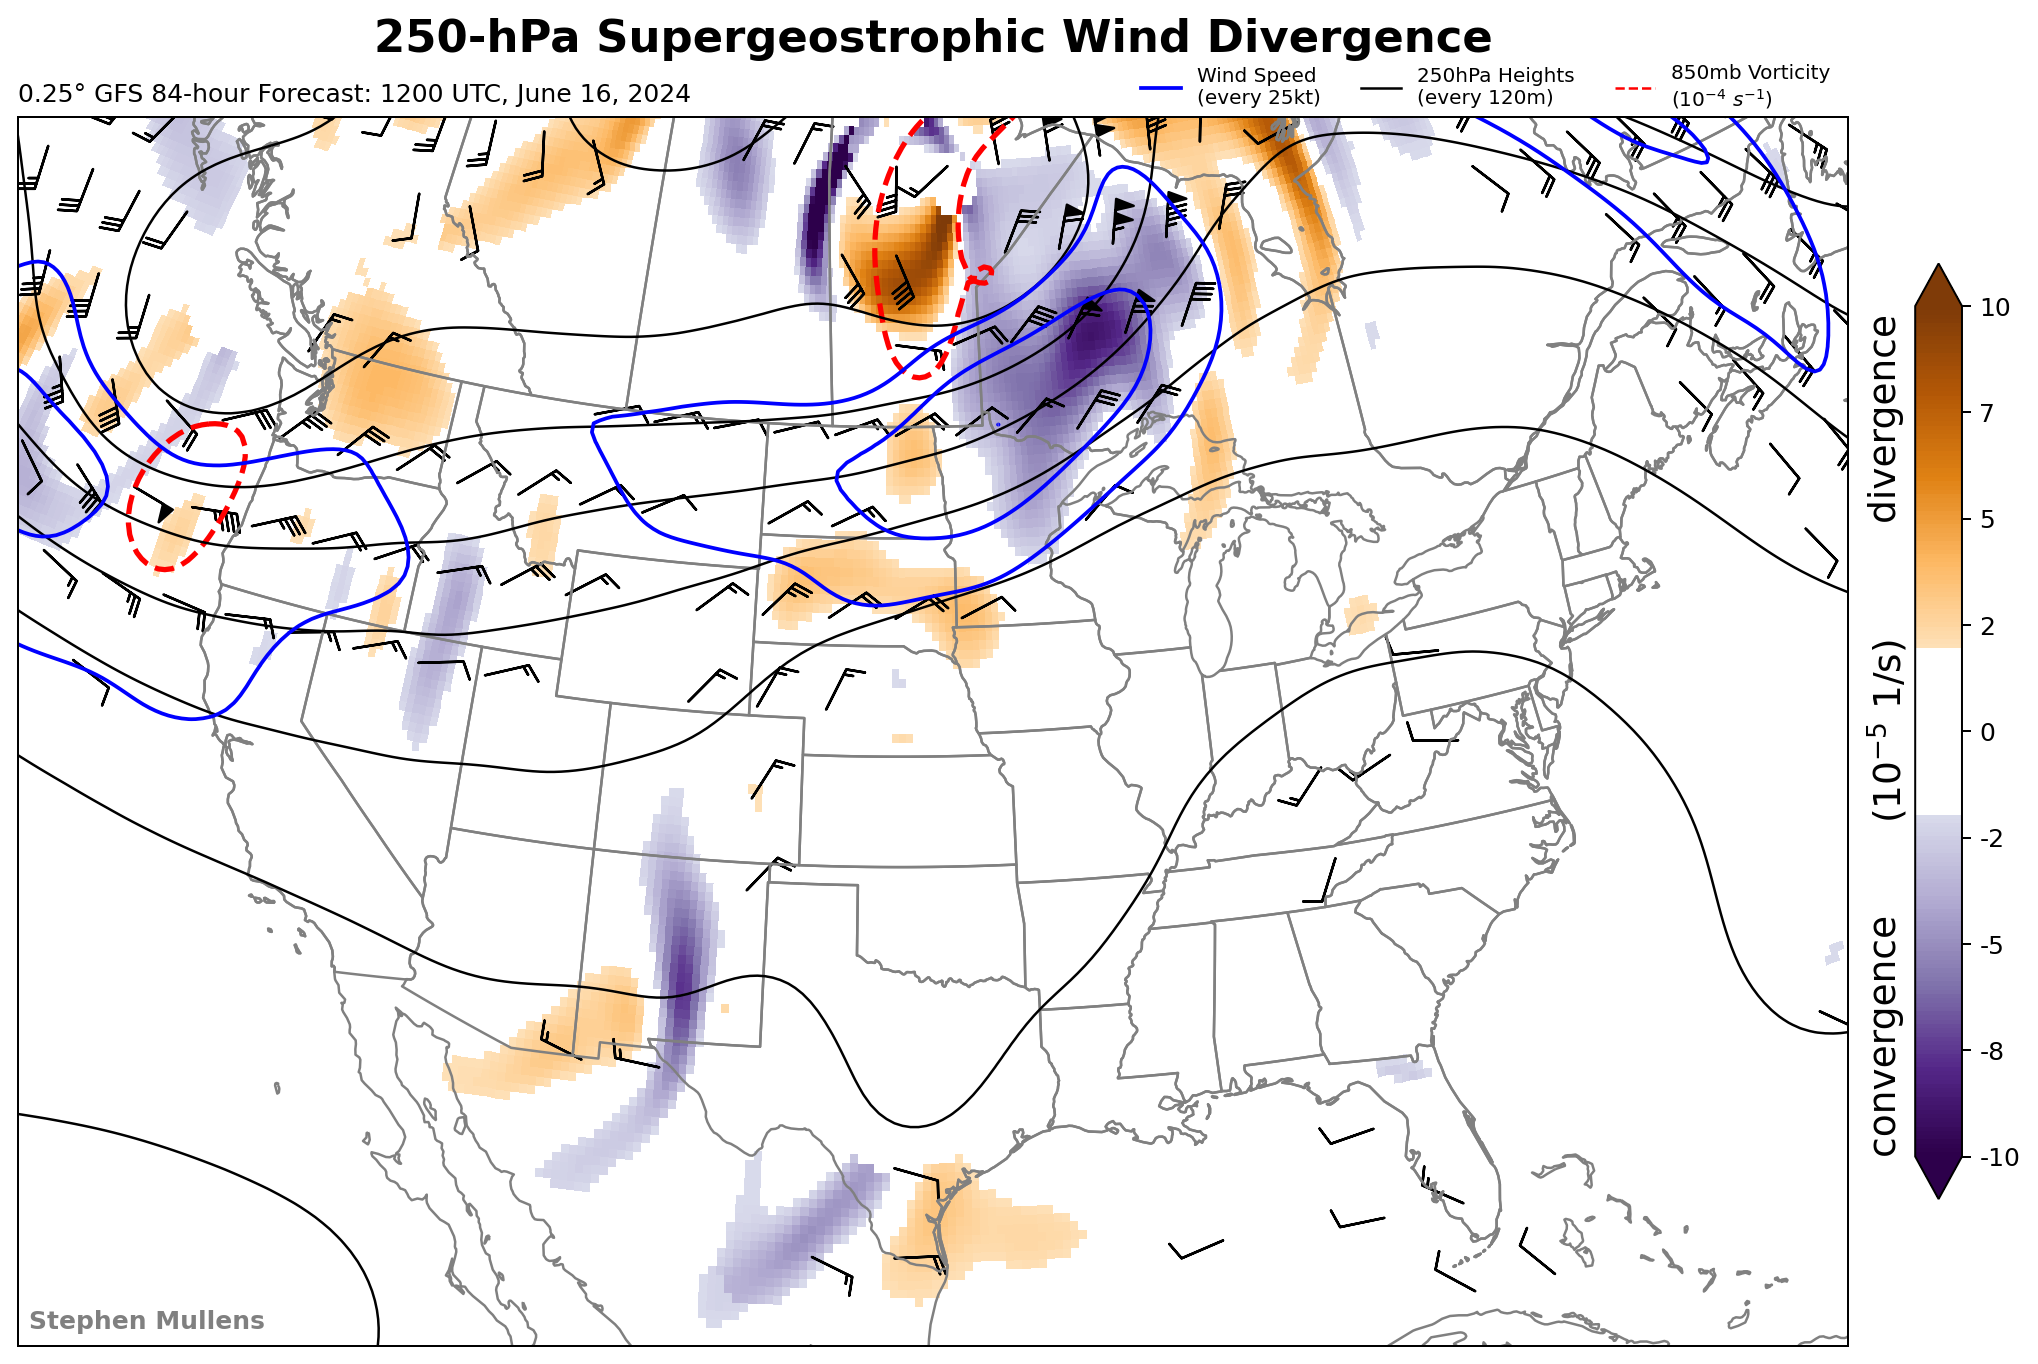 250-hPa Supergeostrophic Wind Divergence
0.25° GFS 84-hour Forecast: 1200 UTC, June 16, 2024
Wind Speed
(every 25kt)
250hPa Heights
(every 120m)
850mb Vorticity
(10⁻⁴ s⁻¹)
10
7
5
2
0
-2
-5
-8
-10
convergence (10⁻⁵ 1/s) divergence
Stephen Mullens